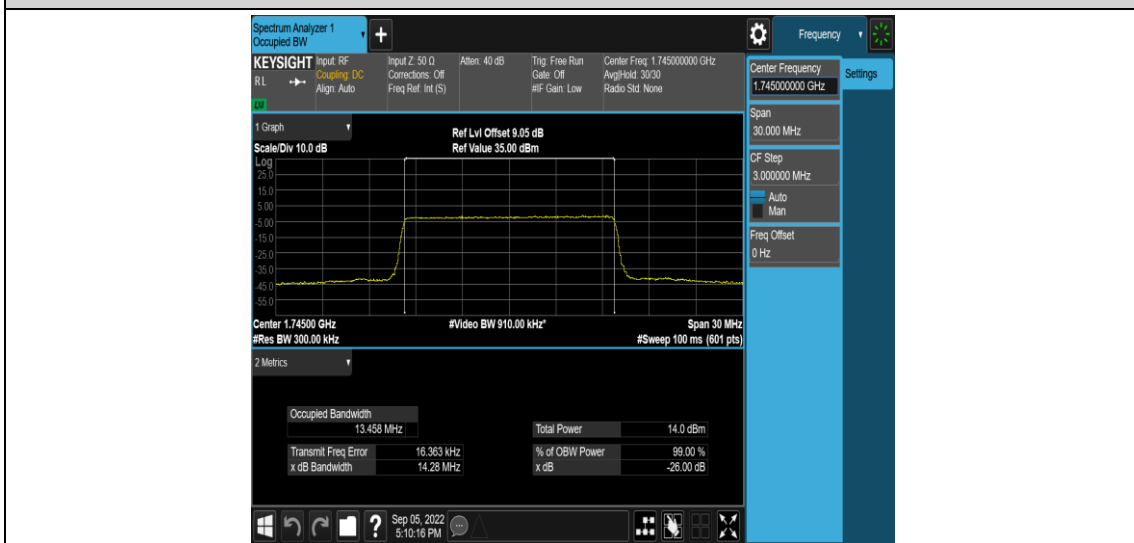 Spectrum Analyzer 1
Occupied BW
+
Frequency
KEYSIGHT
RL
LXI
Input: RF
Coupling: DC
Align: Auto
Input Z: 50 Ω
Corrections: Off
Freq Ref: Int (S)
Atten: 40 dB
Trig: Free Run
Gate: Off
#IF Gain: Low
Center Freq: 1.745000000 GHz
Avg|Hold: 30/30
Radio Std: None
Center Frequency
1.745000000 GHz
Settings
Span
30.000 MHz
CF Step
3.000000 MHz
Auto
Man
Freq Offset
0 Hz
1 Graph
Scale/Div 10.0 dB
Ref Lvl Offset 9.05 dB
Ref Value 35.00 dBm
Log
25.0
15.0
5.00
-5.00
-15.0
-25.0
-35.0
-45.0
-55.0
Center 1.74500 GHz
#Res BW 300.00 kHz
#Video BW 910.00 kHz*
Span 30 MHz
#Sweep 100 ms (601 pts)
2 Metrics
Occupied Bandwidth
13.458 MHz
Total Power 14.0 dBm
Transmit Freq Error 16.363 kHz
% of OBW Power 99.00 %
x dB Bandwidth 14.28 MHz
x dB -26.00 dB
?
Sep 05, 2022
5:10:16 PM